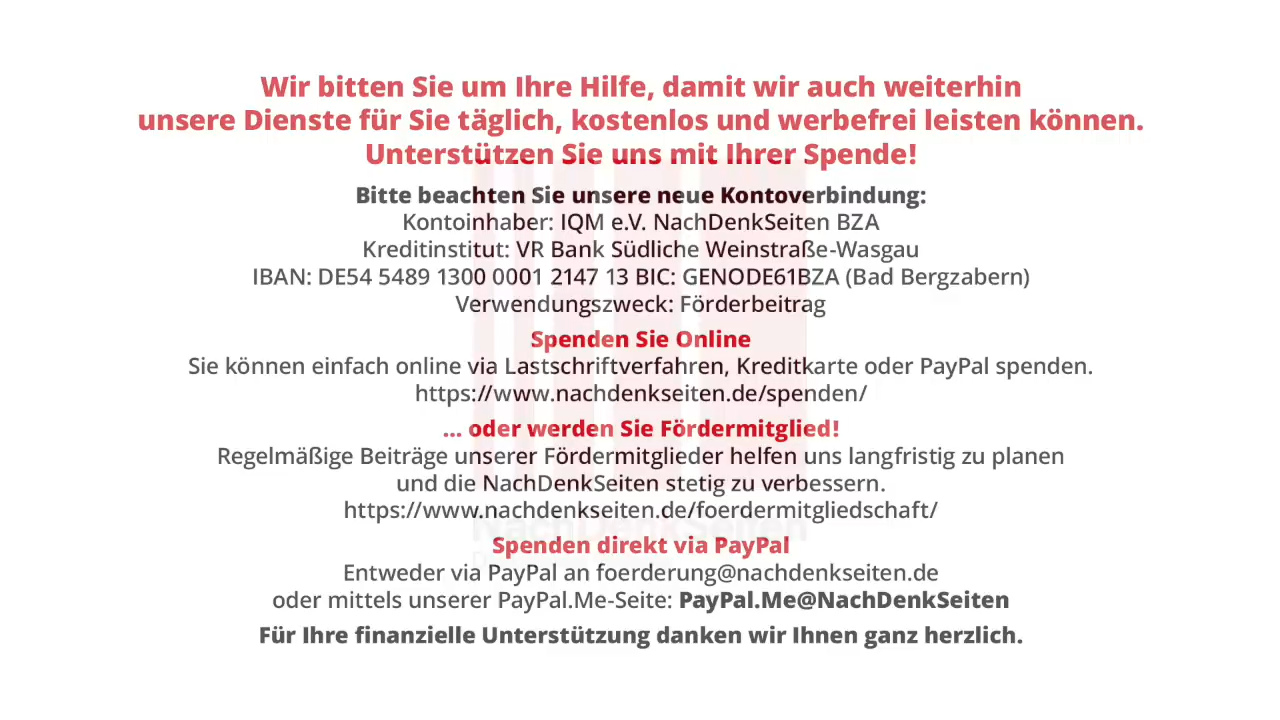 Wir bitten Sie um Ihre Hilfe, damit wir auch weiterhin
unsere Dienste für Sie täglich, kostenlos und werbefrei leisten können.
Unterstützen Sie uns mit Ihrer Spende!
Bitte beachten Sie unsere neue Kontoverbindung:
Kontoinhaber: IQM e.V. NachDenkSeiten BZA
Kreditinstitut: VR Bank Südliche Weinstraße-Wasgau
IBAN: DE54 5489 1300 0001 2147 13 BIC: GENODE61BZA (Bad Bergzabern)
Verwendungszweck: Förderbeitrag
Spenden Sie Online
Sie können einfach online via Lastschriftverfahren, Kreditkarte oder PayPal spenden.
https://www.nachdenkseiten.de/spenden/
... oder werden Sie Fördermitglied!
Regelmäßige Beiträge unserer Fördermitglieder helfen uns langfristig zu planen
und die NachDenkSeiten stetig zu verbessern.
https://www.nachdenkseiten.de/foerdermitgliedschaft/
NachDenkSeiten
Spenden direkt via PayPal
Entweder via PayPal an foerderung@nachdenkseiten.de
oder mittels unserer PayPal.Me-Seite: PayPal.Me@NachDenkSeiten
Für Ihre finanzielle Unterstützung danken wir Ihnen ganz herzlich.